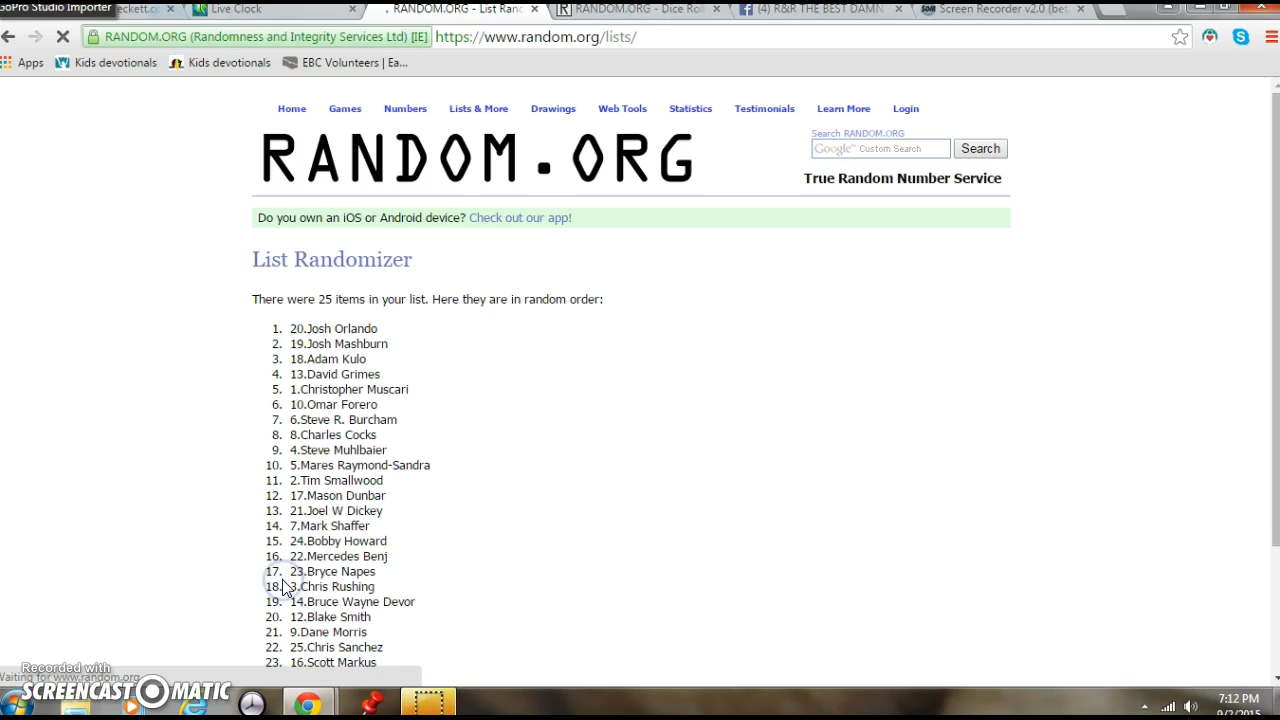 GoPro Studio Importer
eckett.c
Live Clock
RANDOM.ORG - List Ran
RANDOM.ORG - Dice Roll
(4) R&R THE BEST DAMN
Screen Recorder v2.0 (be
RANDOM.ORG (Randomness and Integrity Services Ltd) [IE]
https://www.random.org/lists/
Apps
Kids devotionals
Kids devotionals
EBC Volunteers | Ea...
Home Games Numbers Lists & More Drawings Web Tools Statistics Testimonials Learn More Login
RANDOM.ORG
Search RANDOM.ORG
Google™ Custom Search
Search
True Random Number Service
Do you own an iOS or Android device? Check out our app!
List Randomizer
There were 25 items in your list. Here they are in random order:
1. 20.Josh Orlando
2. 19.Josh Mashburn
3. 18.Adam Kulo
4. 13.David Grimes
5. 1.Christopher Muscari
6. 10.Omar Forero
7. 6.Steve R. Burcham
8. 8.Charles Cocks
9. 4.Steve Muhlbaier
10. 5.Mares Raymond-Sandra
11. 2.Tim Smallwood
12. 17.Mason Dunbar
13. 21.Joel W Dickey
14. 7.Mark Shaffer
15. 24.Bobby Howard
16. 22.Mercedes Benj
17. 23.Bryce Napes
18. 3.Chris Rushing
19. 14.Bruce Wayne Devor
20. 12.Blake Smith
21. 9.Dane Morris
22. 25.Chris Sanchez
23. 16.Scott Markus
Waiting for www.random.org
Recorded with
SCREENCAST MATIC
7:12 PM
9/2/2015